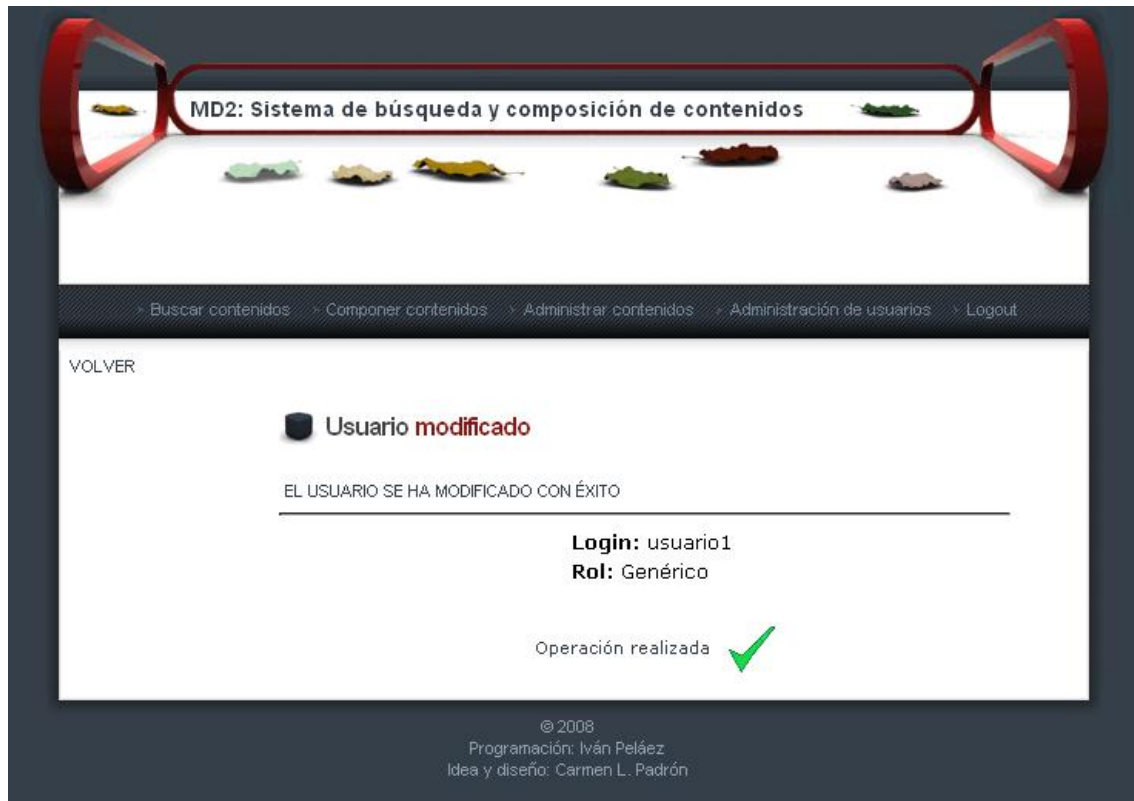 MD2: Sistema de búsqueda y composición de contenidos
> Buscar contenidos > Componer contenidos > Administrar contenidos > Administración de usuarios > Logout
VOLVER
Usuario modificado
EL USUARIO SE HA MODIFICADO CON ÉXITO
Login: usuario1
Rol: Genérico
Operación realizada
© 2008
Programación: Iván Peláez
Idea y diseño: Carmen L. Padrón